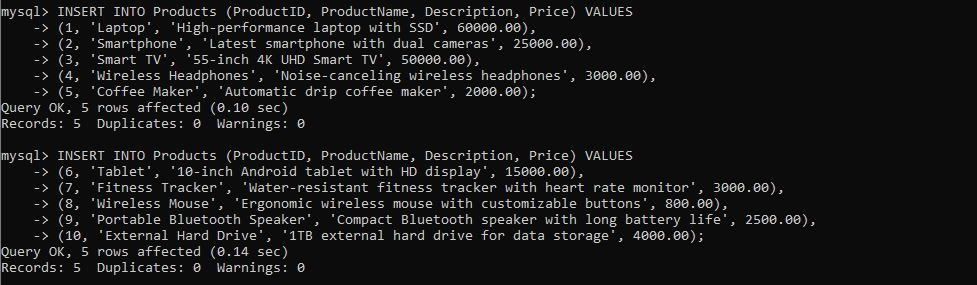 mysql> INSERT INTO Products (ProductID, ProductName, Description, Price) VALUES
-> (1, 'Laptop', 'High-performance laptop with SSD', 60000.00),
-> (2, 'Smartphone', 'Latest smartphone with dual cameras', 25000.00),
-> (3, 'Smart TV', '55-inch 4K UHD Smart TV', 50000.00),
-> (4, 'Wireless Headphones', 'Noise-canceling wireless headphones', 3000.00),
-> (5, 'Coffee Maker', 'Automatic drip coffee maker', 2000.00);
Query OK, 5 rows affected (0.10 sec)
Records: 5  Duplicates: 0  Warnings: 0
mysql> INSERT INTO Products (ProductID, ProductName, Description, Price) VALUES
-> (6, 'Tablet', '10-inch Android tablet with HD display', 15000.00),
-> (7, 'Fitness Tracker', 'Water-resistant fitness tracker with heart rate monitor', 3000.00),
-> (8, 'Wireless Mouse', 'Ergonomic wireless mouse with customizable buttons', 800.00),
-> (9, 'Portable Bluetooth Speaker', 'Compact Bluetooth speaker with long battery life', 2500.00),
-> (10, 'External Hard Drive', '1TB external hard drive for data storage', 4000.00);
Query OK, 5 rows affected (0.14 sec)
Records: 5  Duplicates: 0  Warnings: 0